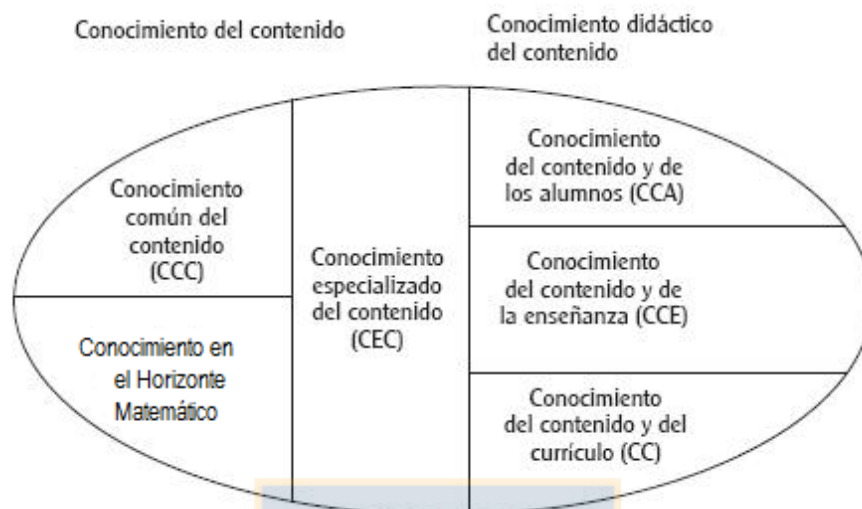 Conocimiento del contenido
Conocimiento didáctico
del contenido
Conocimiento
común del
contenido
(CCC)
Conocimiento en
el Horizonte
Matemático
Conocimiento
especializado
del contenido
(CEC)
Conocimiento
del contenido y de
los alumnos (CCA)
Conocimiento
del contenido y de
la enseñanza (CCE)
Conocimiento
del contenido y del
currículo (CC)